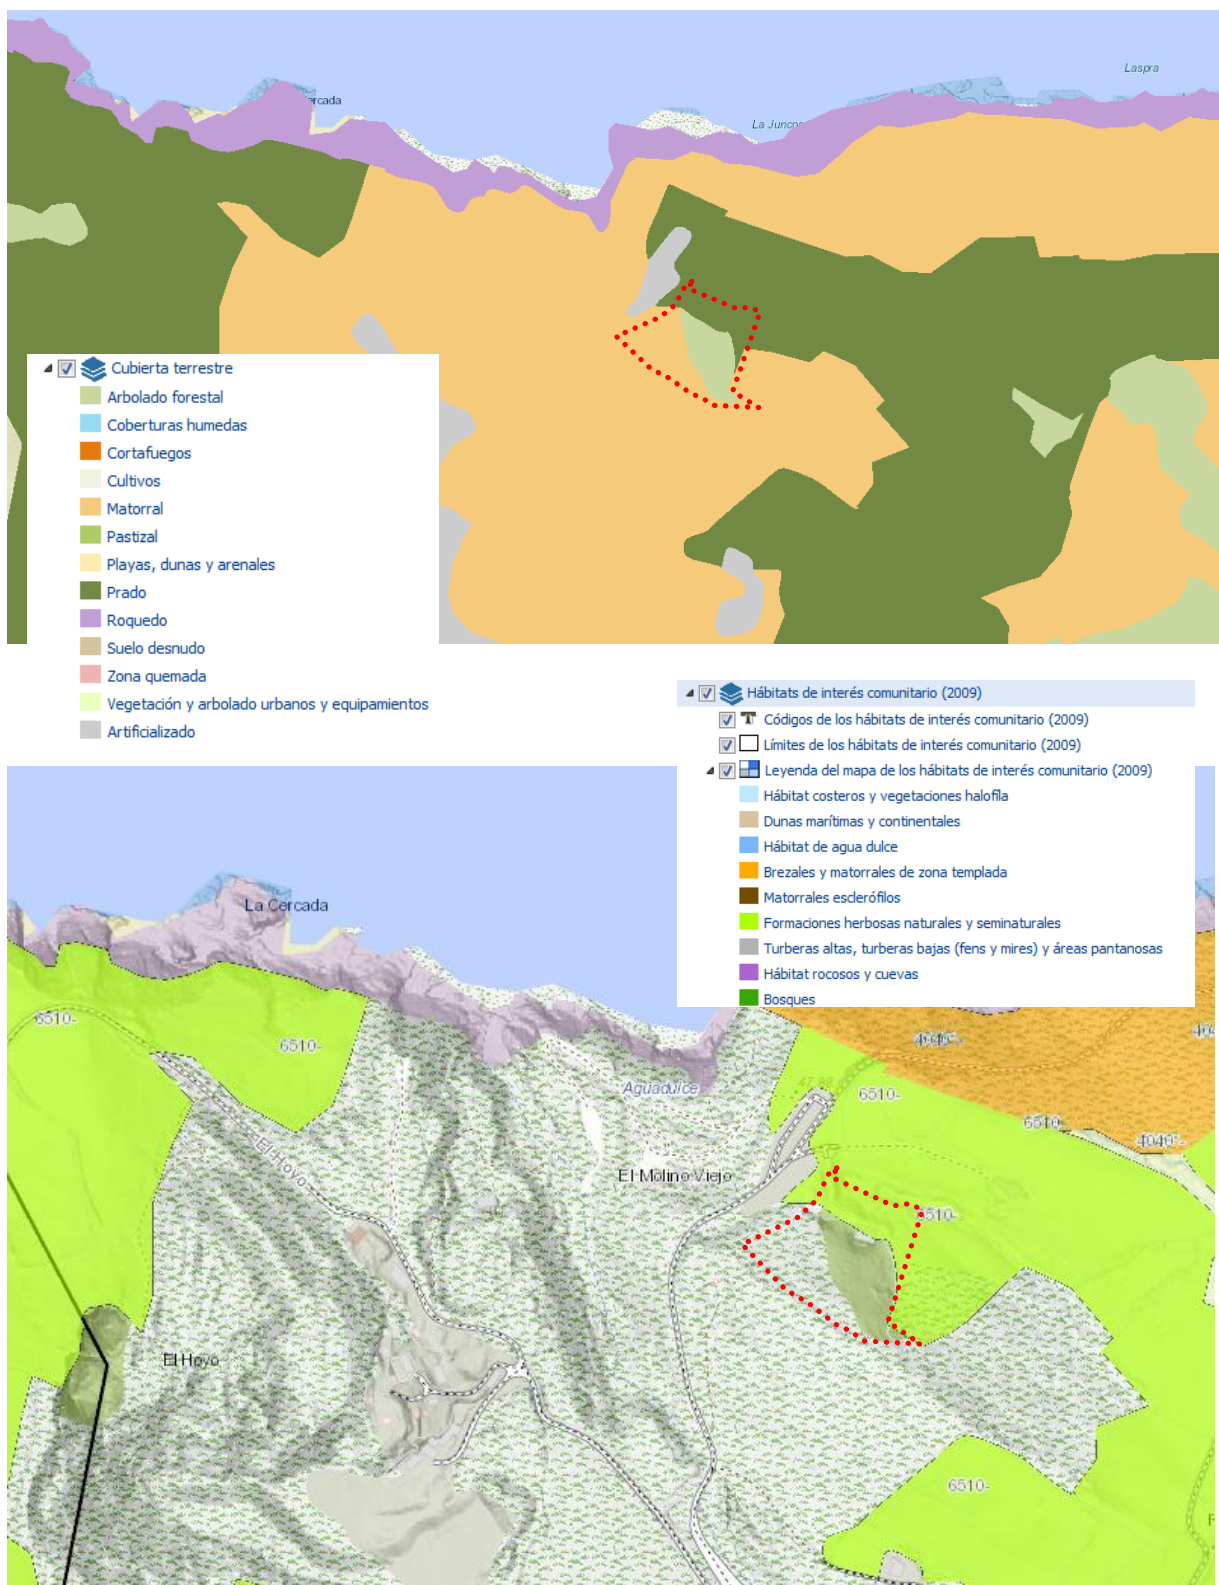 Laspra
ercada
La Juncos
Cubierta terrestre
Arbolado forestal
Coberturas humedas
Cortafuegos
Cultivos
Matorral
Pastizal
Playas, dunas y arenales
Prado
Roquedo
Suelo desnudo
Zona quemada
Vegetación y arbolado urbanos y equipamientos
Artificializado
Hábitats de interés comunitario (2009)
Códigos de los hábitats de interés comunitario (2009)
Límites de los hábitats de interés comunitario (2009)
Leyenda del mapa de los hábitats de interés comunitario (2009)
Hábitat costeros y vegetaciones halofíla
Dunas marítimas y continentales
Hábitat de agua dulce
Brezales y matorrales de zona templada
Matorrales esclerófilos
Formaciones herbosas naturales y seminaturales
Turberas altas, turberas bajas (fens y mires) y áreas pantanosas
Hábitat rocosos y cuevas
Bosques
La Cercada
6510-
6510-
4040*-
404
Aguadulce
6510-
6510-
4040*-
El Hoyo
El Molino Viejo
6510-
El Hoyo
6510-